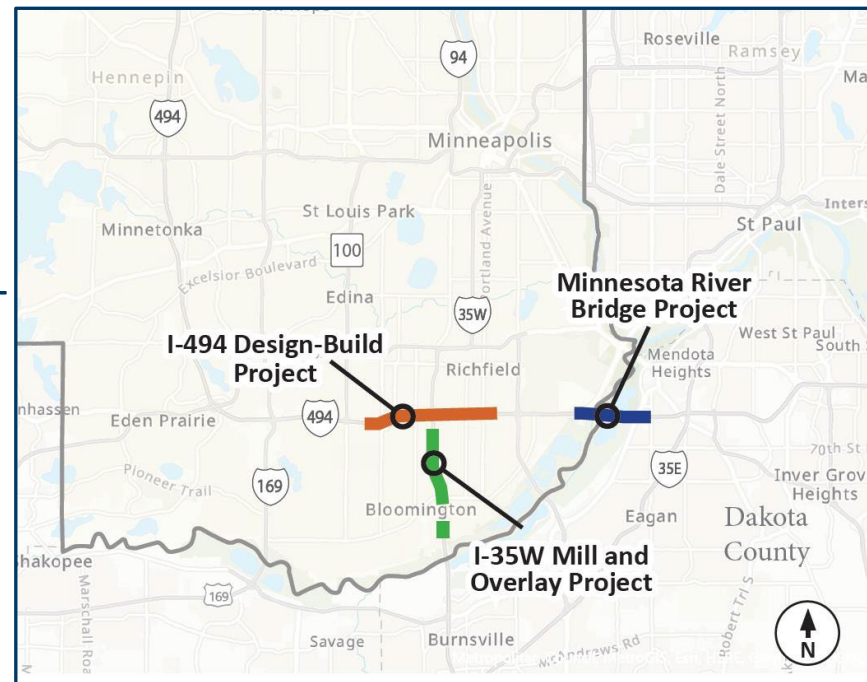 Roseville
Ramsey
Hennepin
94
494
Minneapolis
Dale Street North
St Louis Park
Minnetonka
100
St Paul
Excelsior Boulevard
Edina
35W
Minnesota River
Bridge Project
West St Paul
I-494 Design-Build
Project
Richfield
Mendota
Heights
Eden Prairie
494
70th St
35E
Pioneer Trail
169
Inver Grov
Heights
Bloomington
Eagan
Dakota
County
I-35W Mill and
Overlay Project
Shakopee
169
Savage
Burnsville
N